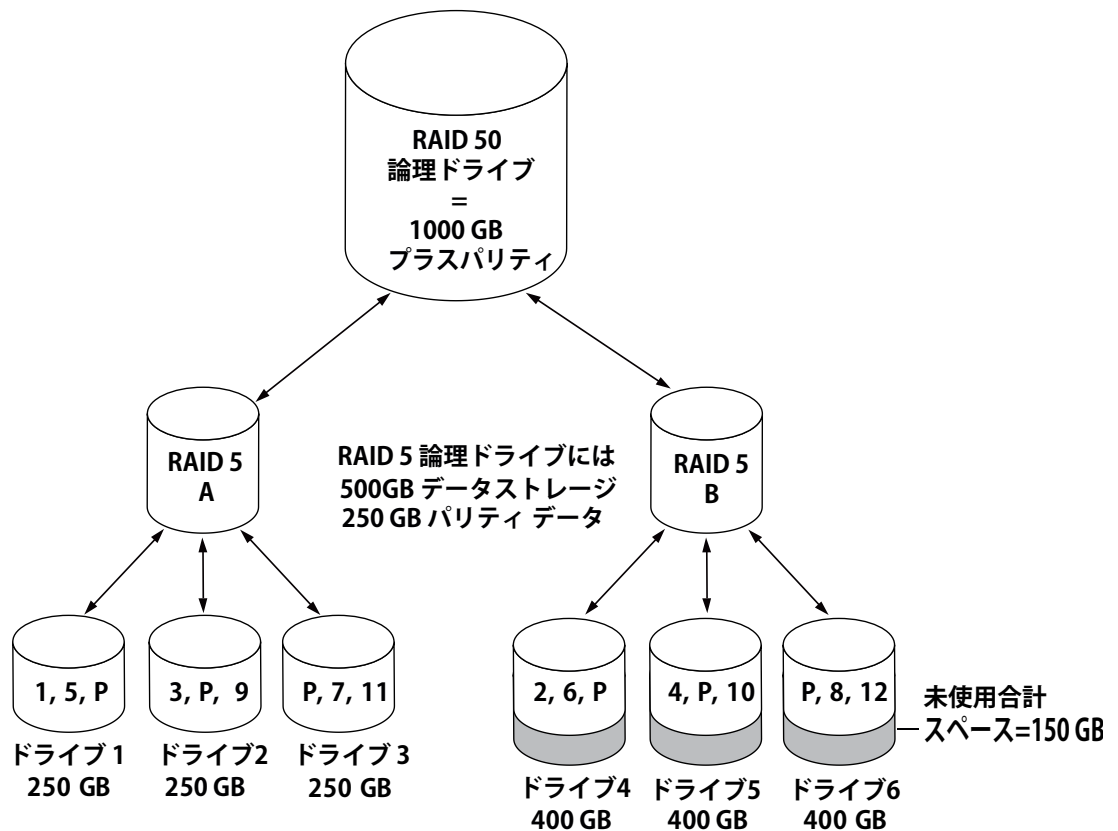 RAID 50
論理ドライブ
=
1000 GB
プラスパリティ
RAID 5
A
RAID 5 論理ドライブには
500GB データストレージ
250 GB パリティ データ
RAID 5
B
1, 5, P
3, P, 9
P, 7, 11
2, 6, P
4, P, 10
P, 8, 12
未使用合計
スペース=150 GB
ドライブ 1
250 GB
ドライブ2
250 GB
ドライブ 3
250 GB
ドライブ4
400 GB
ドライブ5
400 GB
ドライブ6
400 GB